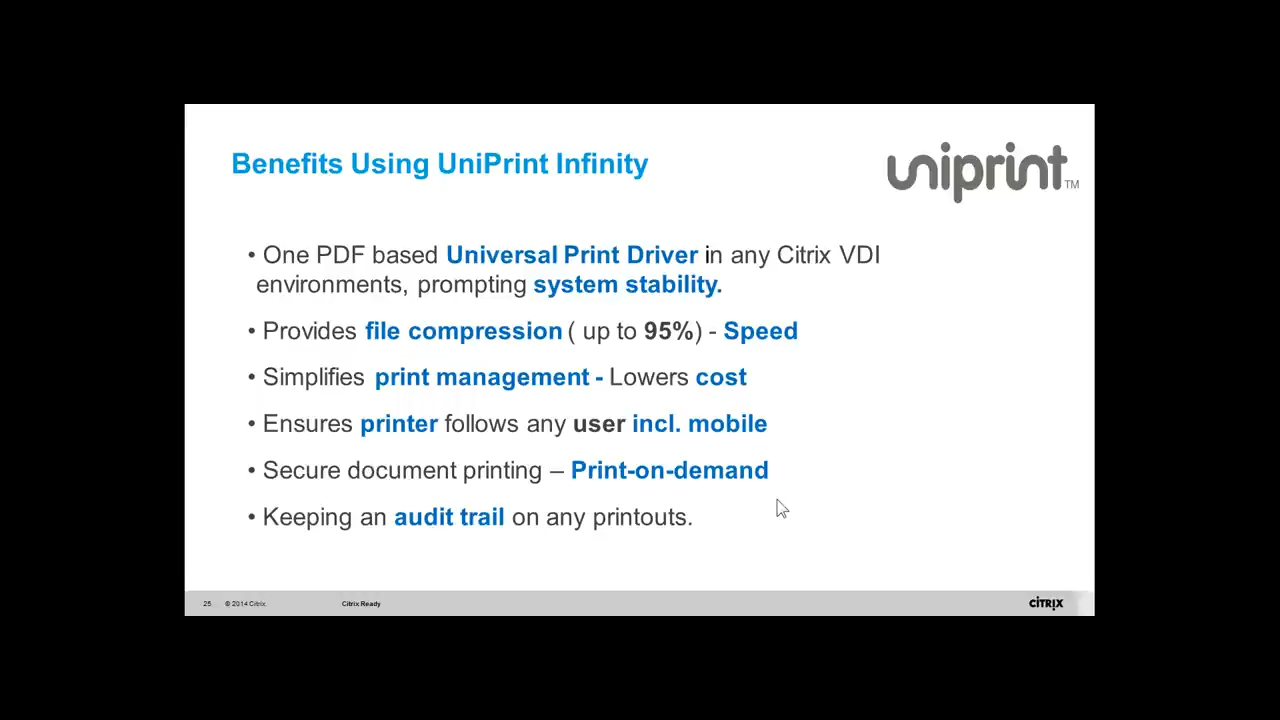 Benefits Using UniPrint Infinity
uniprint TM
• One PDF based Universal Print Driver in any Citrix VDI
environments, prompting system stability.
• Provides file compression ( up to 95%) - Speed
• Simplifies print management - Lowers cost
• Ensures printer follows any user incl. mobile
• Secure document printing – Print-on-demand
• Keeping an audit trail on any printouts.
25 © 2014 Citrix Citrix Ready CITRIX